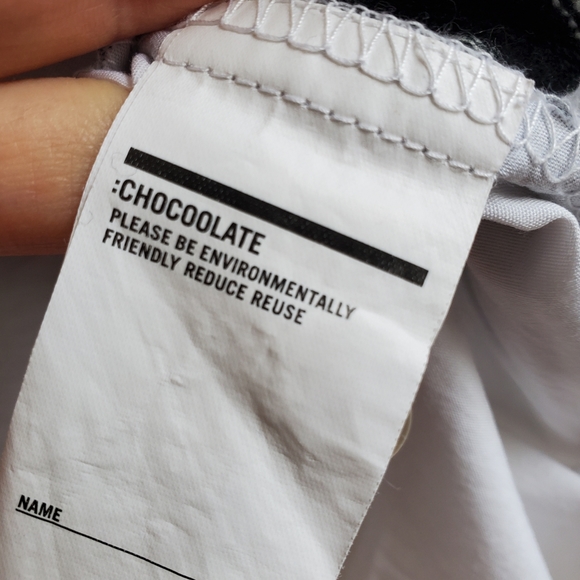 :CHOCOOLATE
PLEASE BE ENVIRONMENTALLY
FRIENDLY REDUCE REUSE
NAME